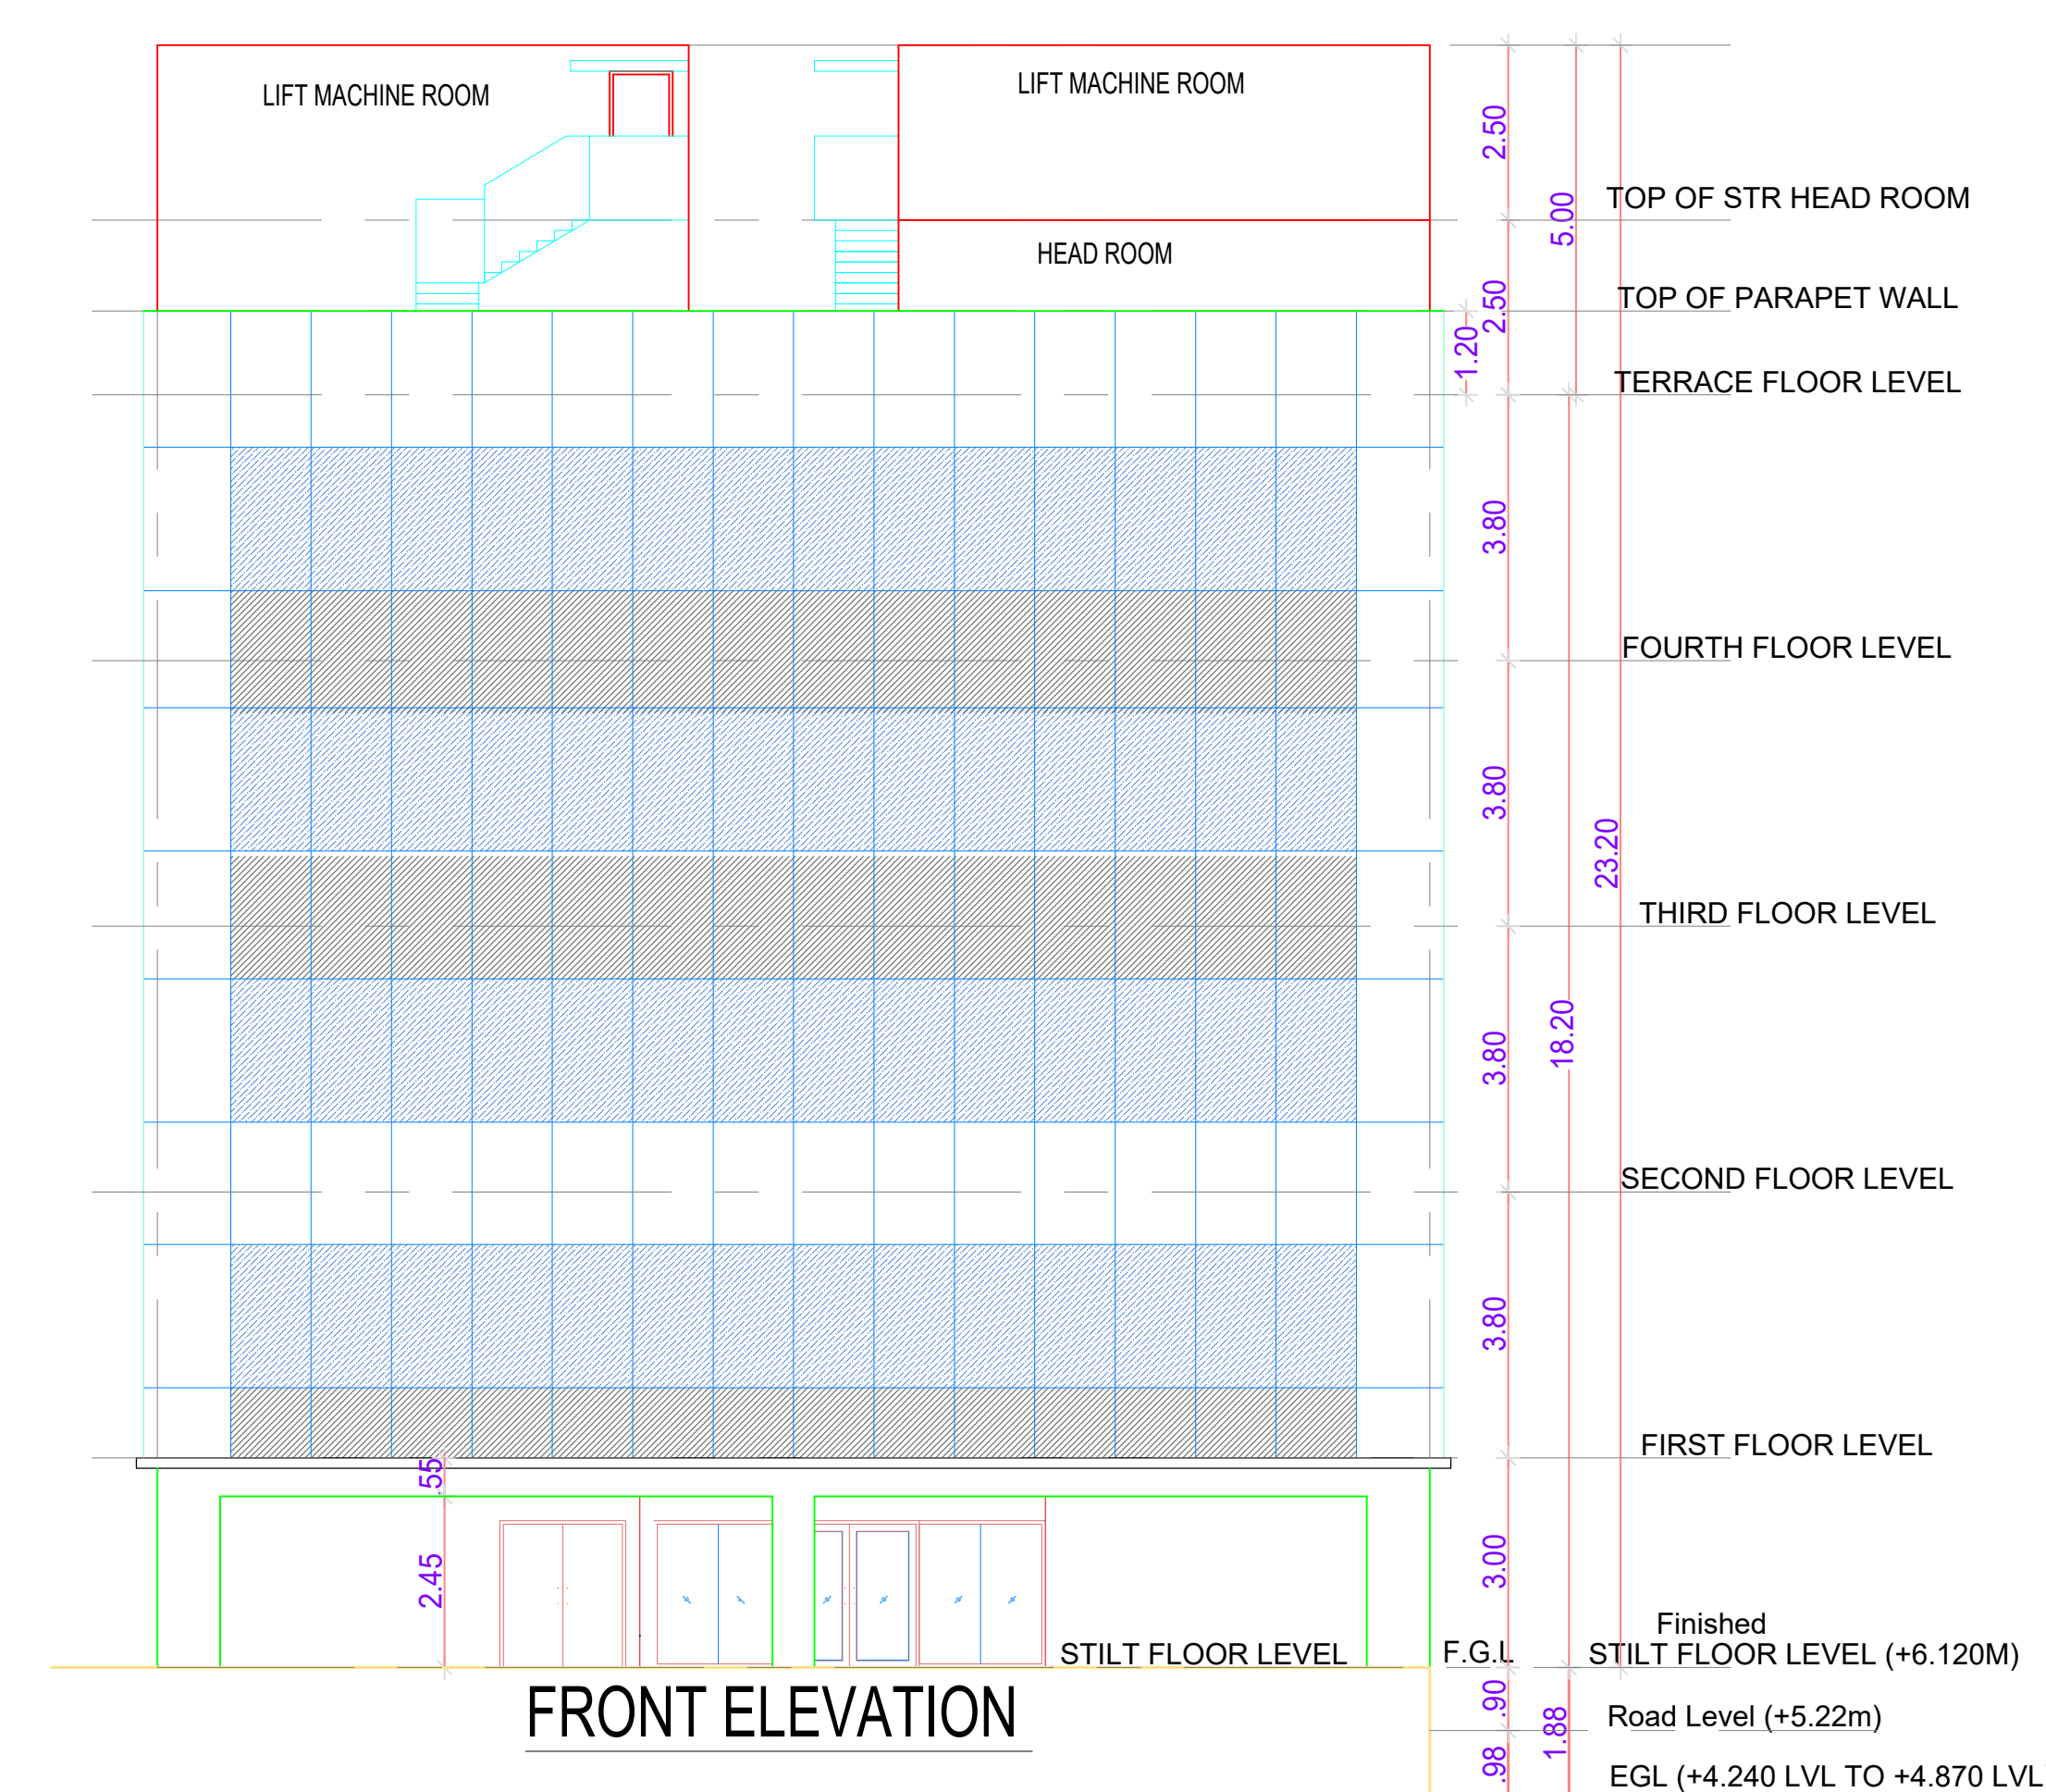 LIFT MACHINE ROOM
LIFT MACHINE ROOM
2.50
TOP OF STR HEAD ROOM
5.00
HEAD ROOM
2.50
TOP OF PARAPET WALL
1.20
TERRACE FLOOR LEVEL
3.80
FOURTH FLOOR LEVEL
3.80
23.20
THIRD FLOOR LEVEL
3.80
18.20
SECOND FLOOR LEVEL
3.80
FIRST FLOOR LEVEL
.55
2.45
3.00
Finished
STILT FLOOR LEVEL
F.G.L
STILT FLOOR LEVEL (+6.120M)
FRONT ELEVATION
.90
Road Level (+5.22m)
1.88
.98
EGL (+4.240 LVL TO +4.870 LVL